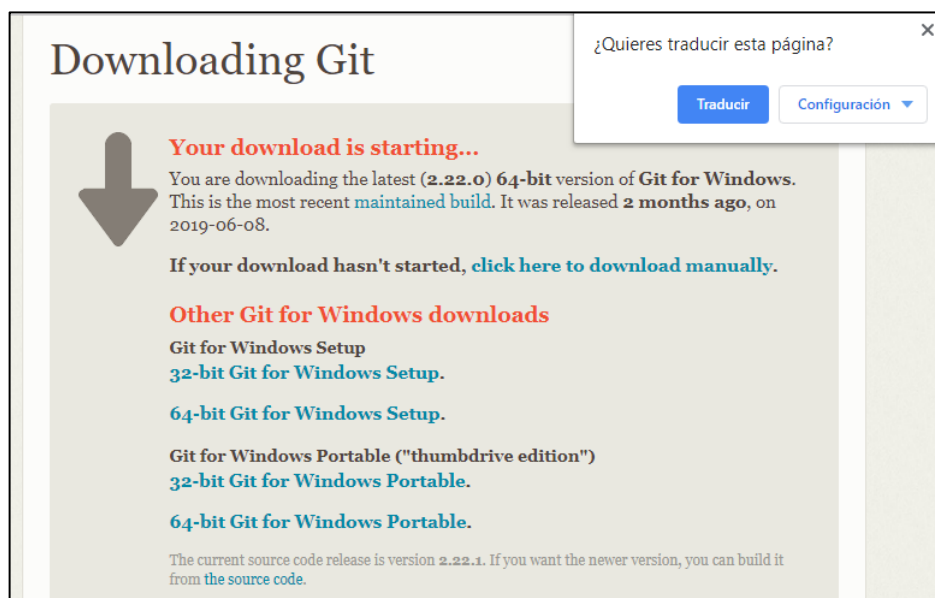 Downloading Git
¿Quieres traducir esta página?
Traducir
Configuración
Your download is starting...
You are downloading the latest (2.22.0) 64-bit version of Git for Windows.
This is the most recent maintained build. It was released 2 months ago, on
2019-06-08.
If your download hasn't started, click here to download manually.
Other Git for Windows downloads
Git for Windows Setup
32-bit Git for Windows Setup.
64-bit Git for Windows Setup.
Git for Windows Portable ("thumbdrive edition")
32-bit Git for Windows Portable.
64-bit Git for Windows Portable.
The current source code release is version 2.22.1. If you want the newer version, you can build it
from the source code.